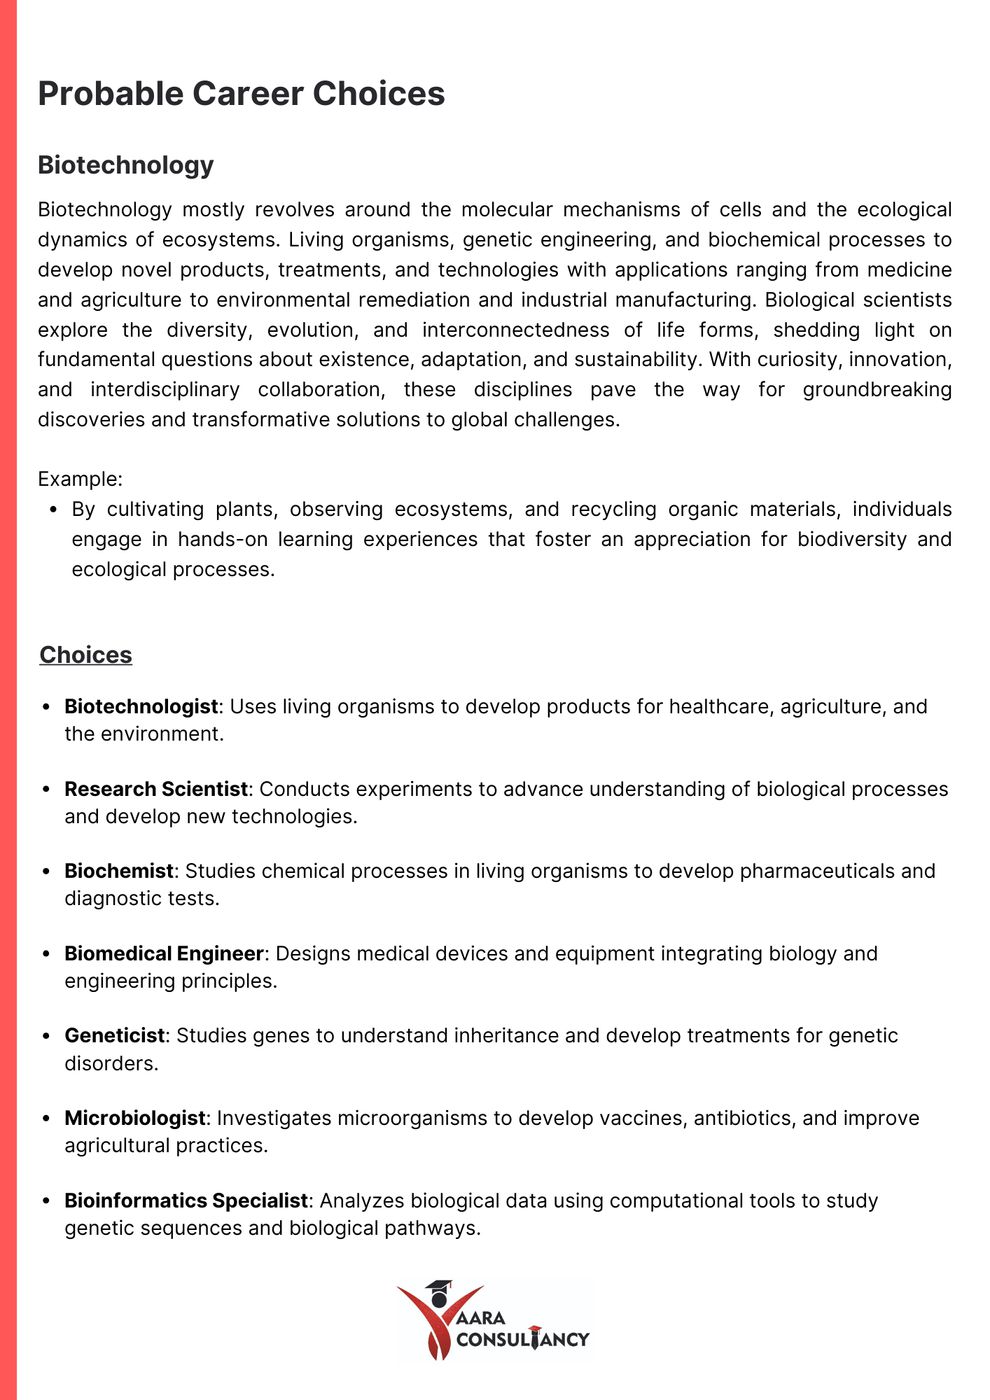 Probable Career Choices
Biotechnology
Biotechnology mostly revolves around the molecular mechanisms of cells and the ecological
dynamics of ecosystems. Living organisms, genetic engineering, and biochemical processes to
develop novel products, treatments, and technologies with applications ranging from medicine
and agriculture to environmental remediation and industrial manufacturing. Biological scientists
explore the diversity, evolution, and interconnectedness of life forms, shedding light on
fundamental questions about existence, adaptation, and sustainability. With curiosity, innovation,
and interdisciplinary collaboration, these disciplines pave the way for groundbreaking
discoveries and transformative solutions to global challenges.
Example:
• By cultivating plants, observing ecosystems, and recycling organic materials, individuals
engage in hands-on learning experiences that foster an appreciation for biodiversity and
ecological processes.
Choices
• Biotechnologist: Uses living organisms to develop products for healthcare, agriculture, and
the environment.
• Research Scientist: Conducts experiments to advance understanding of biological processes
and develop new technologies.
• Biochemist: Studies chemical processes in living organisms to develop pharmaceuticals and
diagnostic tests.
• Biomedical Engineer: Designs medical devices and equipment integrating biology and
engineering principles.
• Geneticist: Studies genes to understand inheritance and develop treatments for genetic
disorders.
• Microbiologist: Investigates microorganisms to develop vaccines, antibiotics, and improve
agricultural practices.
• Bioinformatics Specialist: Analyzes biological data using computational tools to study
genetic sequences and biological pathways.
AARA
CONSULTANCY